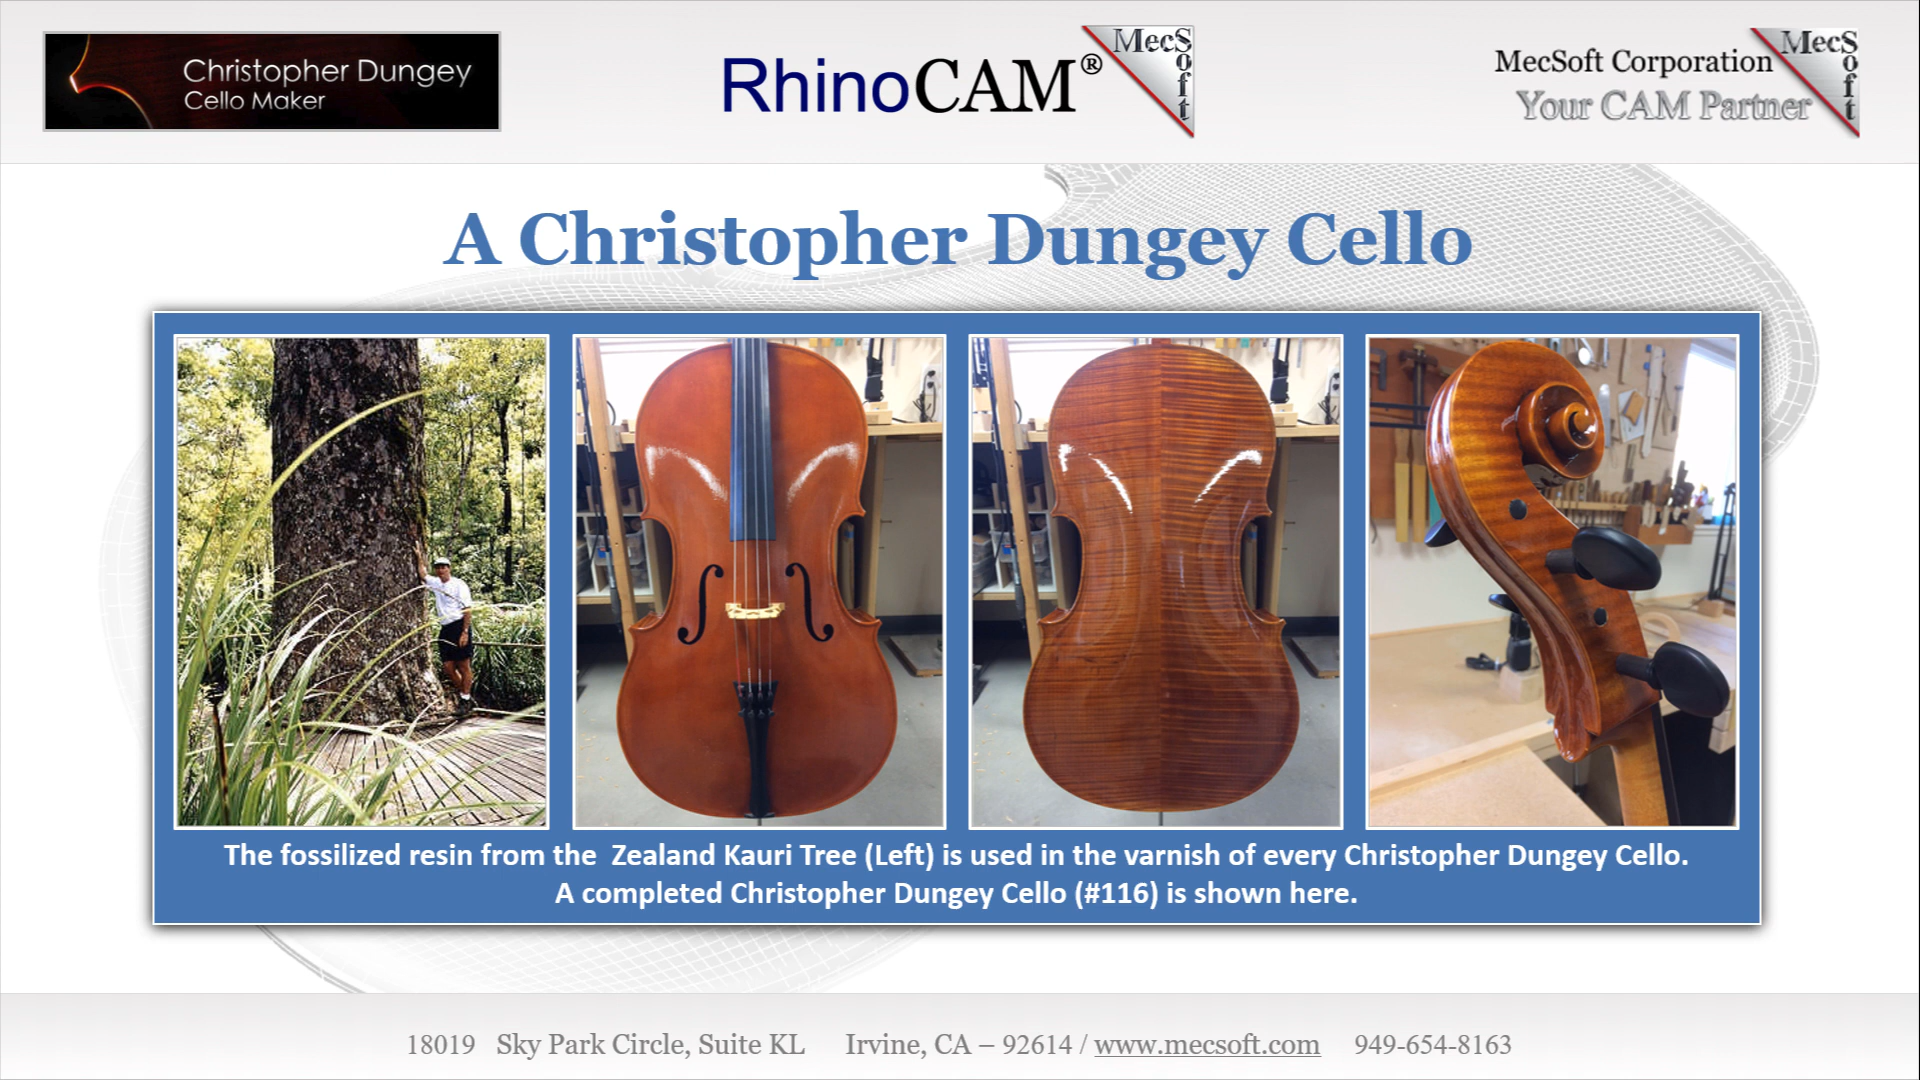 Christopher Dungey
Cello Maker
RhinoCAM®
MecSoft
MecSoft Corporation
Your CAM Partner
MecSoft
A Christopher Dungey Cello
The fossilized resin from the  Zealand Kauri Tree (Left) is used in the varnish of every Christopher Dungey Cello.
A completed Christopher Dungey Cello (#116) is shown here.
18019 Sky Park Circle, Suite KL Irvine, CA – 92614 / www.mecsoft.com 949-654-8163